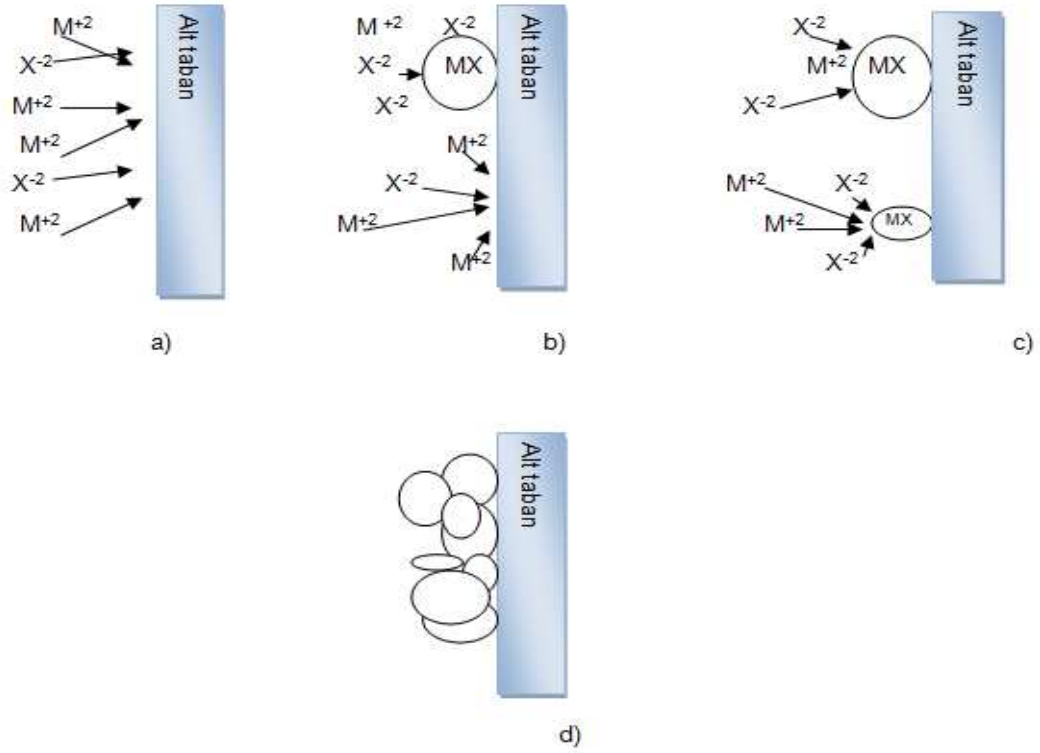 M⁺²
X⁻²
M⁺²
M⁺²
X⁻²
M⁺²
Alt taban
a)
M ⁺²
X⁻²
X⁻²
MX
X⁻²
M⁺²
X⁻²
M⁺²
M⁺²
Alt taban
b)
X⁻²
M⁺²
MX
X⁻²
M⁺²
X⁻²
M⁺²
MX
X⁻²
Alt taban
c)
Alt taban
d)